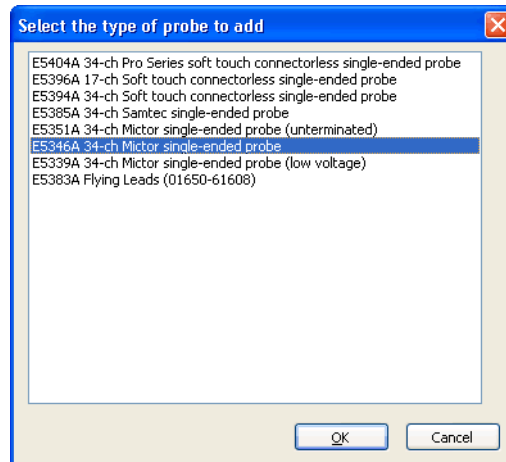 Select the type of probe to add
E5404A 34-ch Pro Series soft touch connectorless single-ended probe
E5396A 17-ch Soft touch connectorless single-ended probe
E5394A 34-ch Soft touch connectorless single-ended probe
E5385A 34-ch Samtec single-ended probe
E5351A 34-ch Mictor single-ended probe (unterminated)
E5346A 34-ch Mictor single-ended probe
E5339A 34-ch Mictor single-ended probe (low voltage)
E5383A Flying Leads (01650-61608)
OK Cancel